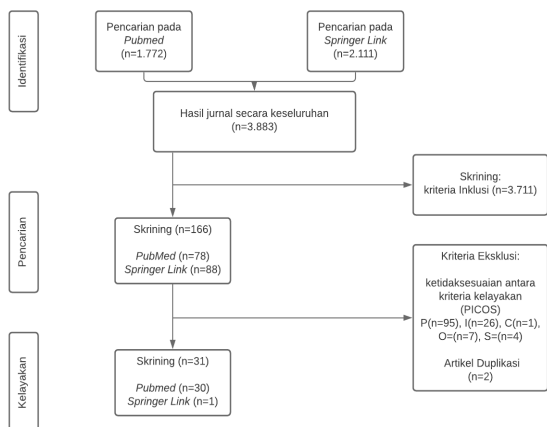 Identifikasi
Pencarian pada
Pubmed
(n=1.772)
Pencarian pada
Springer Link
(n=2.111)
Hasil jurnal secara keseluruhan
(n=3.883)
Skrining:
kriteria Inklusi (n=3.711)
Pencarian
Skrining (n=166)
PubMed (n=78)
Springer Link (n=88)
Kriteria Eksklusi:
ketidaksesuaian antara
kriteria kelayakan
(PICOS)
P(n=95), I(n=26), C(n=1),
O=(n=7), S=(n=4)
Artikel Duplikasi
(n=2)
Kelayakan
Skrining (n=31)
Pubmed (n=30)
Springer Link (n=1)